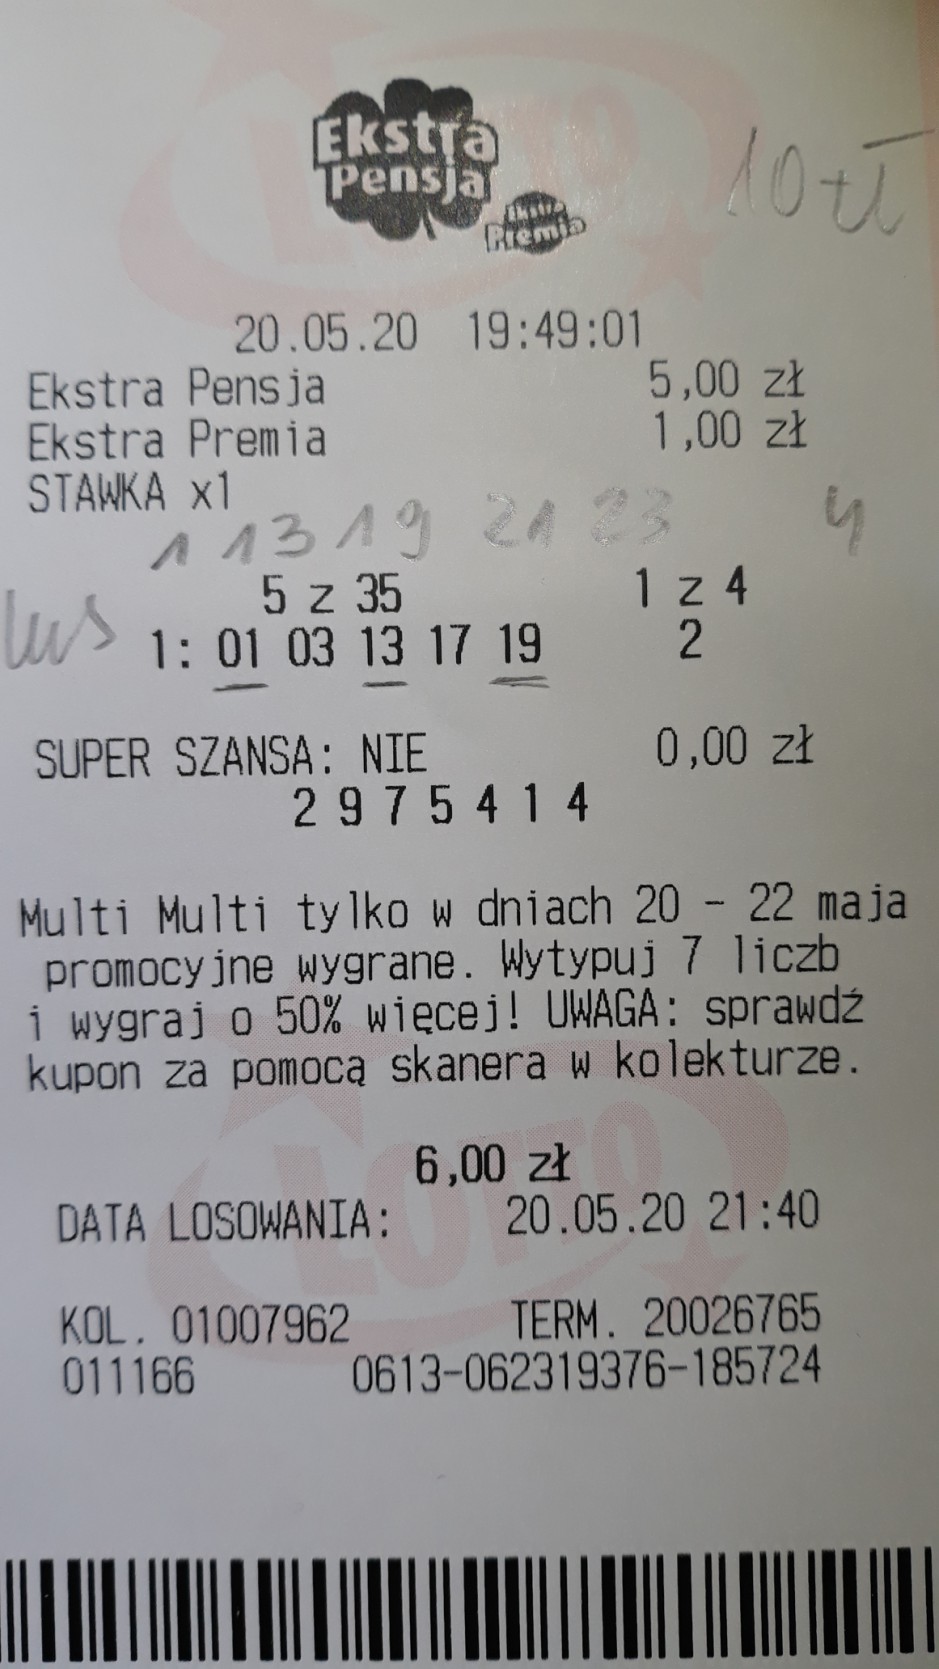 Ekstra
Pensja
Ekstra
Premia
10 zł
20.05.20 19:49:01
Ekstra Pensja 5,00 zł
Ekstra Premia 1,00 zł
STAWKA x1
1 13 19 21 23 4
5 z 35 1 z 4
1: 01 03 13 17 19 2
SUPER SZANSA: NIE 0,00 zł
2 9 7 5 4 1 4
Multi Multi tylko w dniach 20 - 22 maja
promocyjne wygrane. Wytypuj 7 liczb
i wygraj o 50% więcej! UWAGA: sprawdź
kupon za pomocą skanera w kolekturze.
6,00 zł
LOTTO
DATA LOSOWANIA: 20.05.20 21:40
KOL. 01007962 TERM. 20026765
011166 0613-062319376-185724